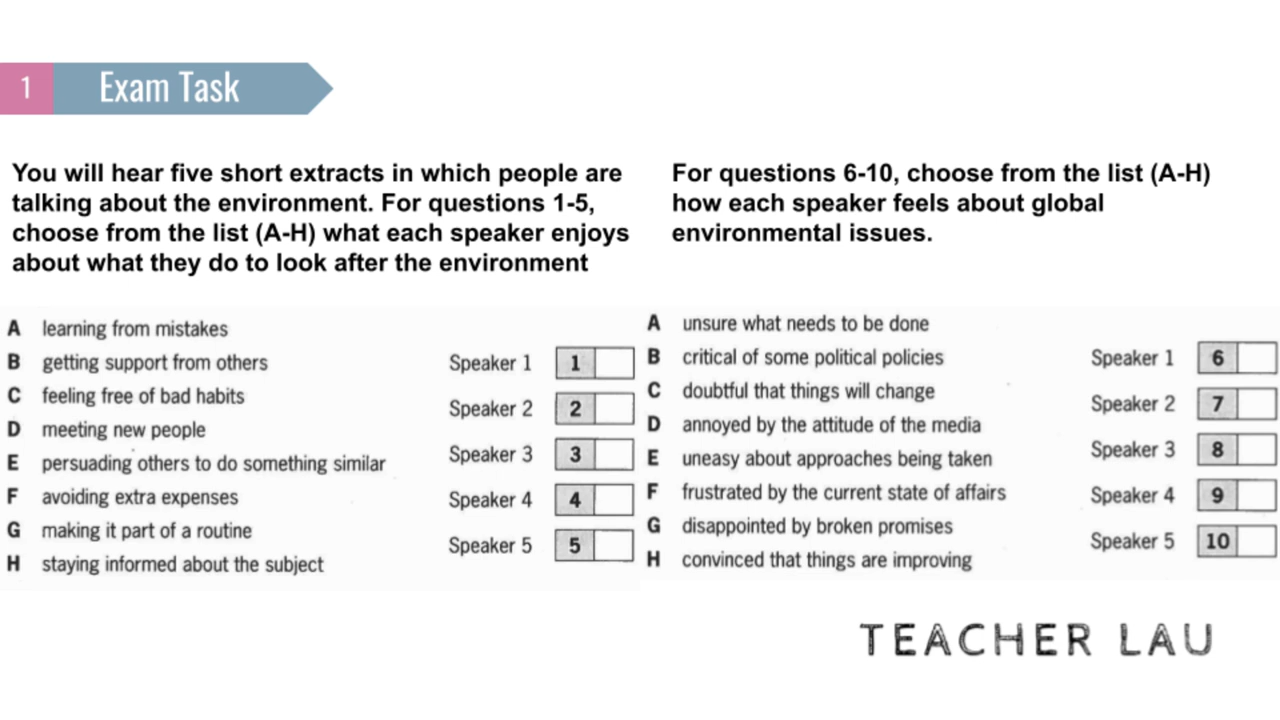 1 Exam Task
You will hear five short extracts in which people are
talking about the environment. For questions 1-5,
choose from the list (A-H) what each speaker enjoys
about what they do to look after the environment
A learning from mistakes
B getting support from others
C feeling free of bad habits
D meeting new people
E persuading others to do something similar
F avoiding extra expenses
G making it part of a routine
H staying informed about the subject
Speaker 1 1
Speaker 2 2
Speaker 3 3
Speaker 4 4
Speaker 5 5
For questions 6-10, choose from the list (A-H)
how each speaker feels about global
environmental issues.
A unsure what needs to be done
B critical of some political policies
C doubtful that things will change
D annoyed by the attitude of the media
E uneasy about approaches being taken
F frustrated by the current state of affairs
G disappointed by broken promises
H convinced that things are improving
Speaker 1 6
Speaker 2 7
Speaker 3 8
Speaker 4 9
Speaker 5 10
TEACHER LAU